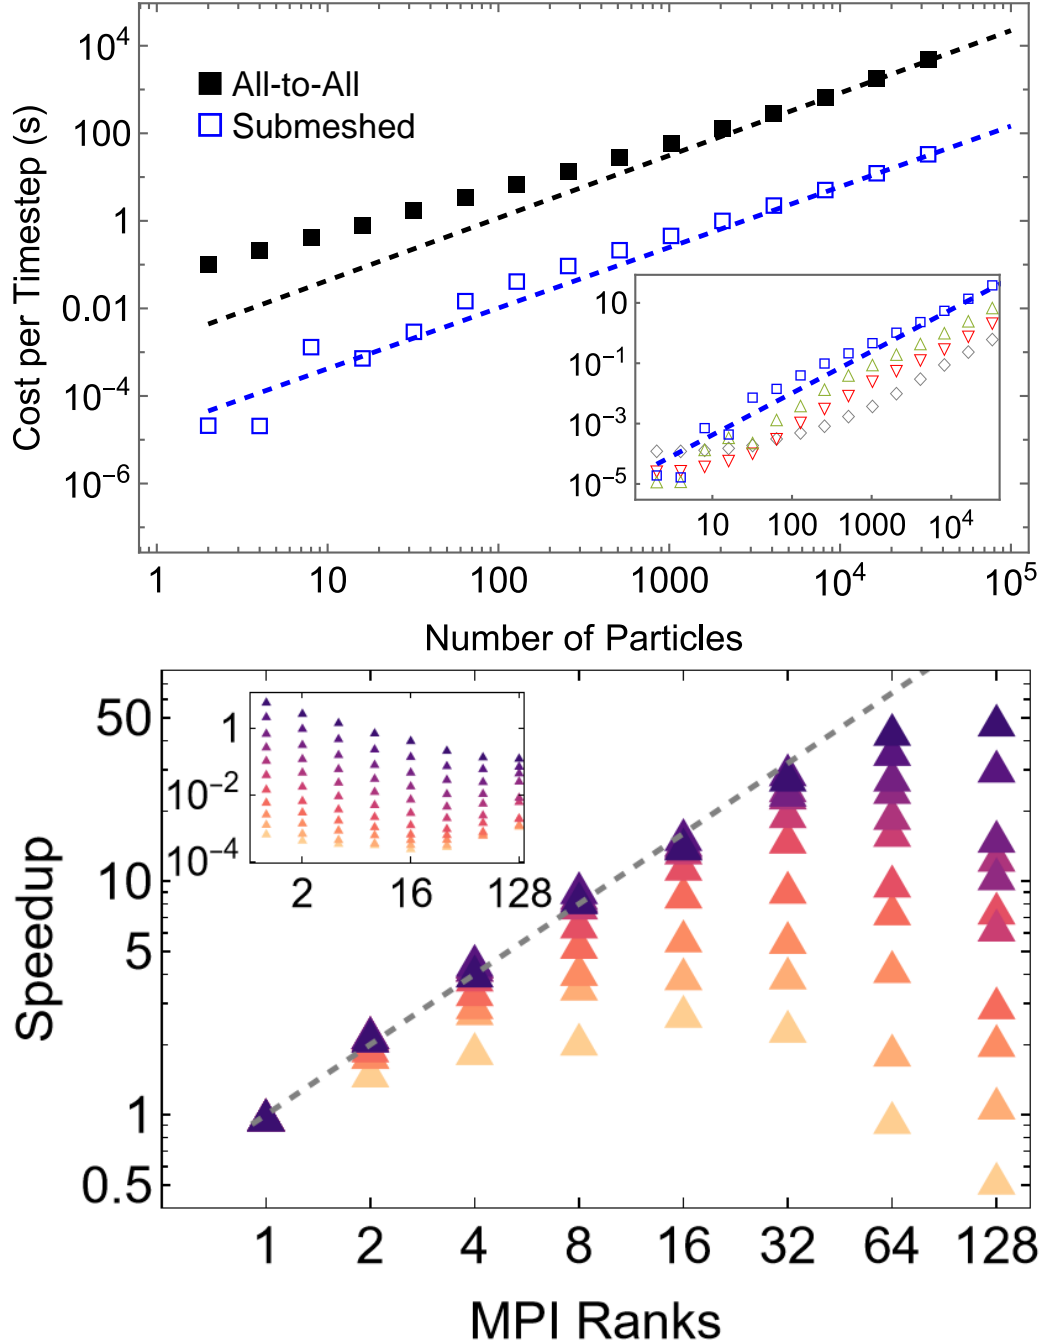 Cost per Timestep (s)
10^4
100
1
0.01
10^−4
10^−6
All-to-All
Submeshed
10
10^−1
10^−3
10^−5
10 100 1000 10^4
1 10 100 1000 10^4 10^5
Number of Particles
Speedup
50
10
5
1
0.5
1
10^−2
10^−4
2 16 128
1 2 4 8 16 32 64 128
MPI Ranks